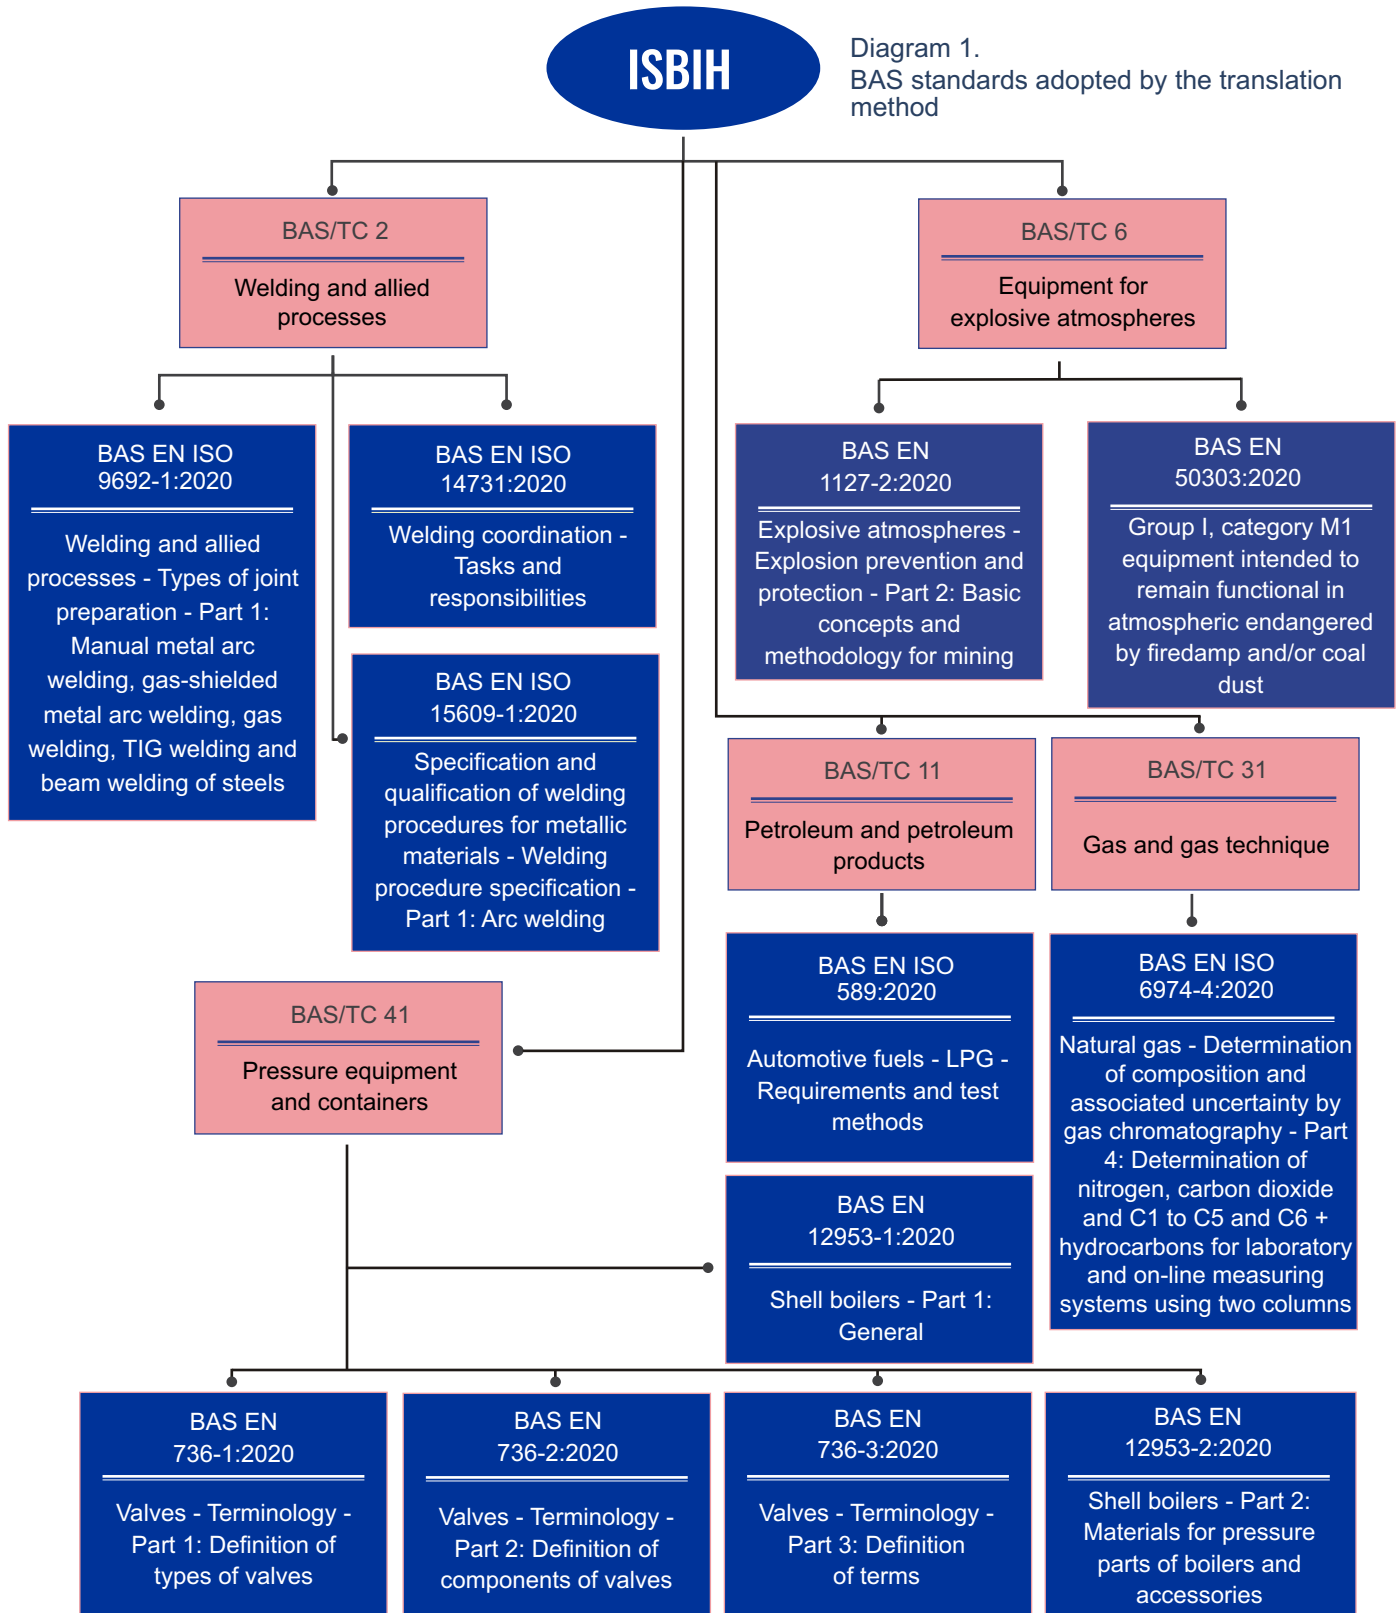 ISBIH
Diagram 1.
BAS standards adopted by the translation
method
BAS/TC 2
Welding and allied
processes
BAS/TC 6
Equipment for
explosive atmospheres
BAS EN ISO
9692-1:2020
Welding and allied
processes - Types of joint
preparation - Part 1:
Manual metal arc
welding, gas-shielded
metal arc welding, gas
welding, TIG welding and
beam welding of steels
BAS EN ISO
14731:2020
Welding coordination -
Tasks and
responsibilities
BAS EN
1127-2:2020
Explosive atmospheres -
Explosion prevention and
protection - Part 2: Basic
concepts and
methodology for mining
BAS EN
50303:2020
Group I, category M1
equipment intended to
remain functional in
atmospheric endangered
by firedamp and/or coal
dust
BAS EN ISO
15609-1:2020
Specification and
qualification of welding
procedures for metallic
materials - Welding
procedure specification -
Part 1: Arc welding
BAS/TC 11
Petroleum and petroleum
products
BAS/TC 31
Gas and gas technique
BAS EN ISO
589:2020
Automotive fuels - LPG -
Requirements and test
methods
BAS EN ISO
6974-4:2020
Natural gas - Determination
of composition and
associated uncertainty by
gas chromatography - Part
4: Determination of
nitrogen, carbon dioxide
and C1 to C5 and C6 +
hydrocarbons for laboratory
and on-line measuring
systems using two columns
BAS/TC 41
Pressure equipment
and containers
BAS EN
12953-1:2020
Shell boilers - Part 1:
General
BAS EN
736-1:2020
Valves - Terminology -
Part 1: Definition of
types of valves
BAS EN
736-2:2020
Valves - Terminology -
Part 2: Definition of
components of valves
BAS EN
736-3:2020
Valves - Terminology -
Part 3: Definition
of terms
BAS EN
12953-2:2020
Shell boilers - Part 2:
Materials for pressure
parts of boilers and
accessories